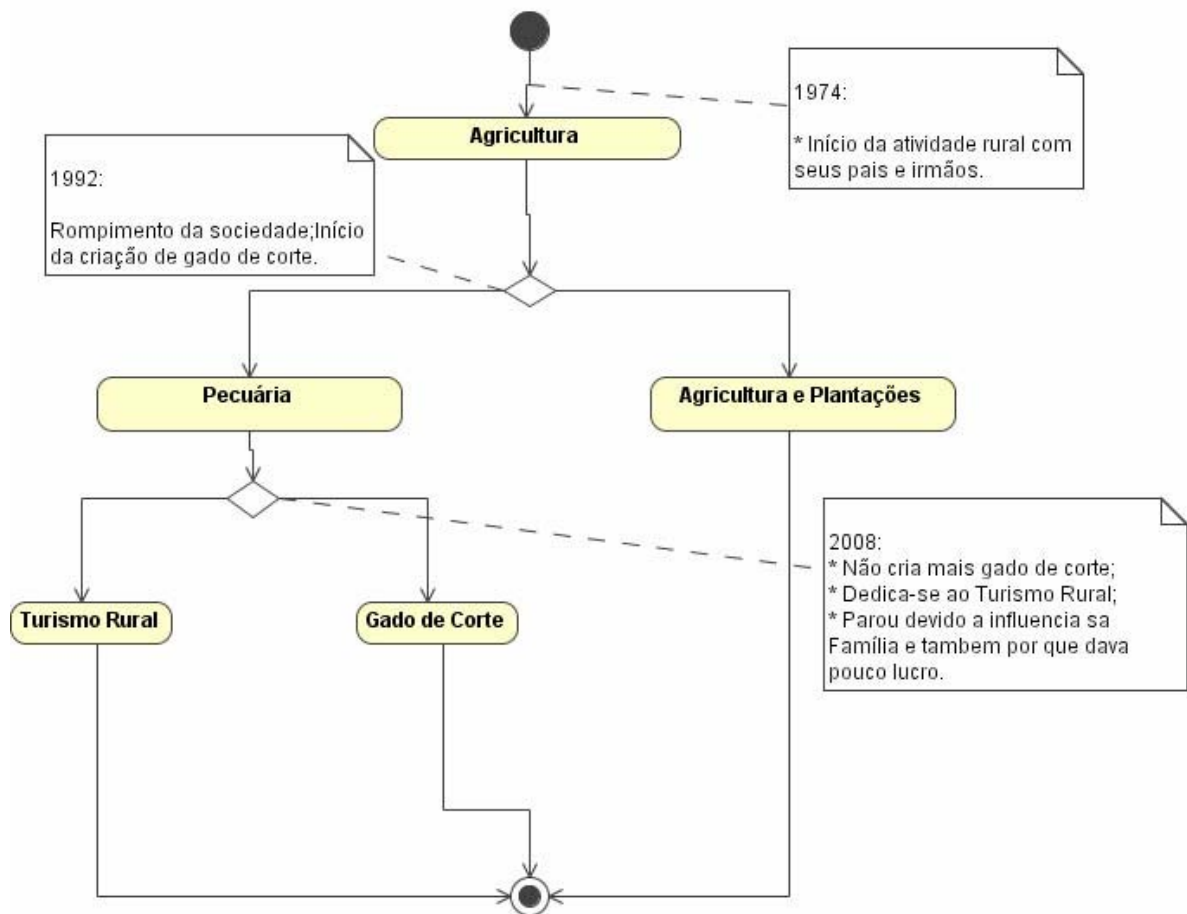 1974:
* Início da atividade rural com
seus pais e irmãos.
Agricultura
1992:
Rompimento da sociedade;Início
da criação de gado de corte.
Pecuária
Agricultura e Plantações
2008:
* Não cria mais gado de corte;
* Dedica-se ao Turismo Rural;
* Parou devido a influencia sa
Família e tambem por que dava
pouco lucro.
Turismo Rural
Gado de Corte